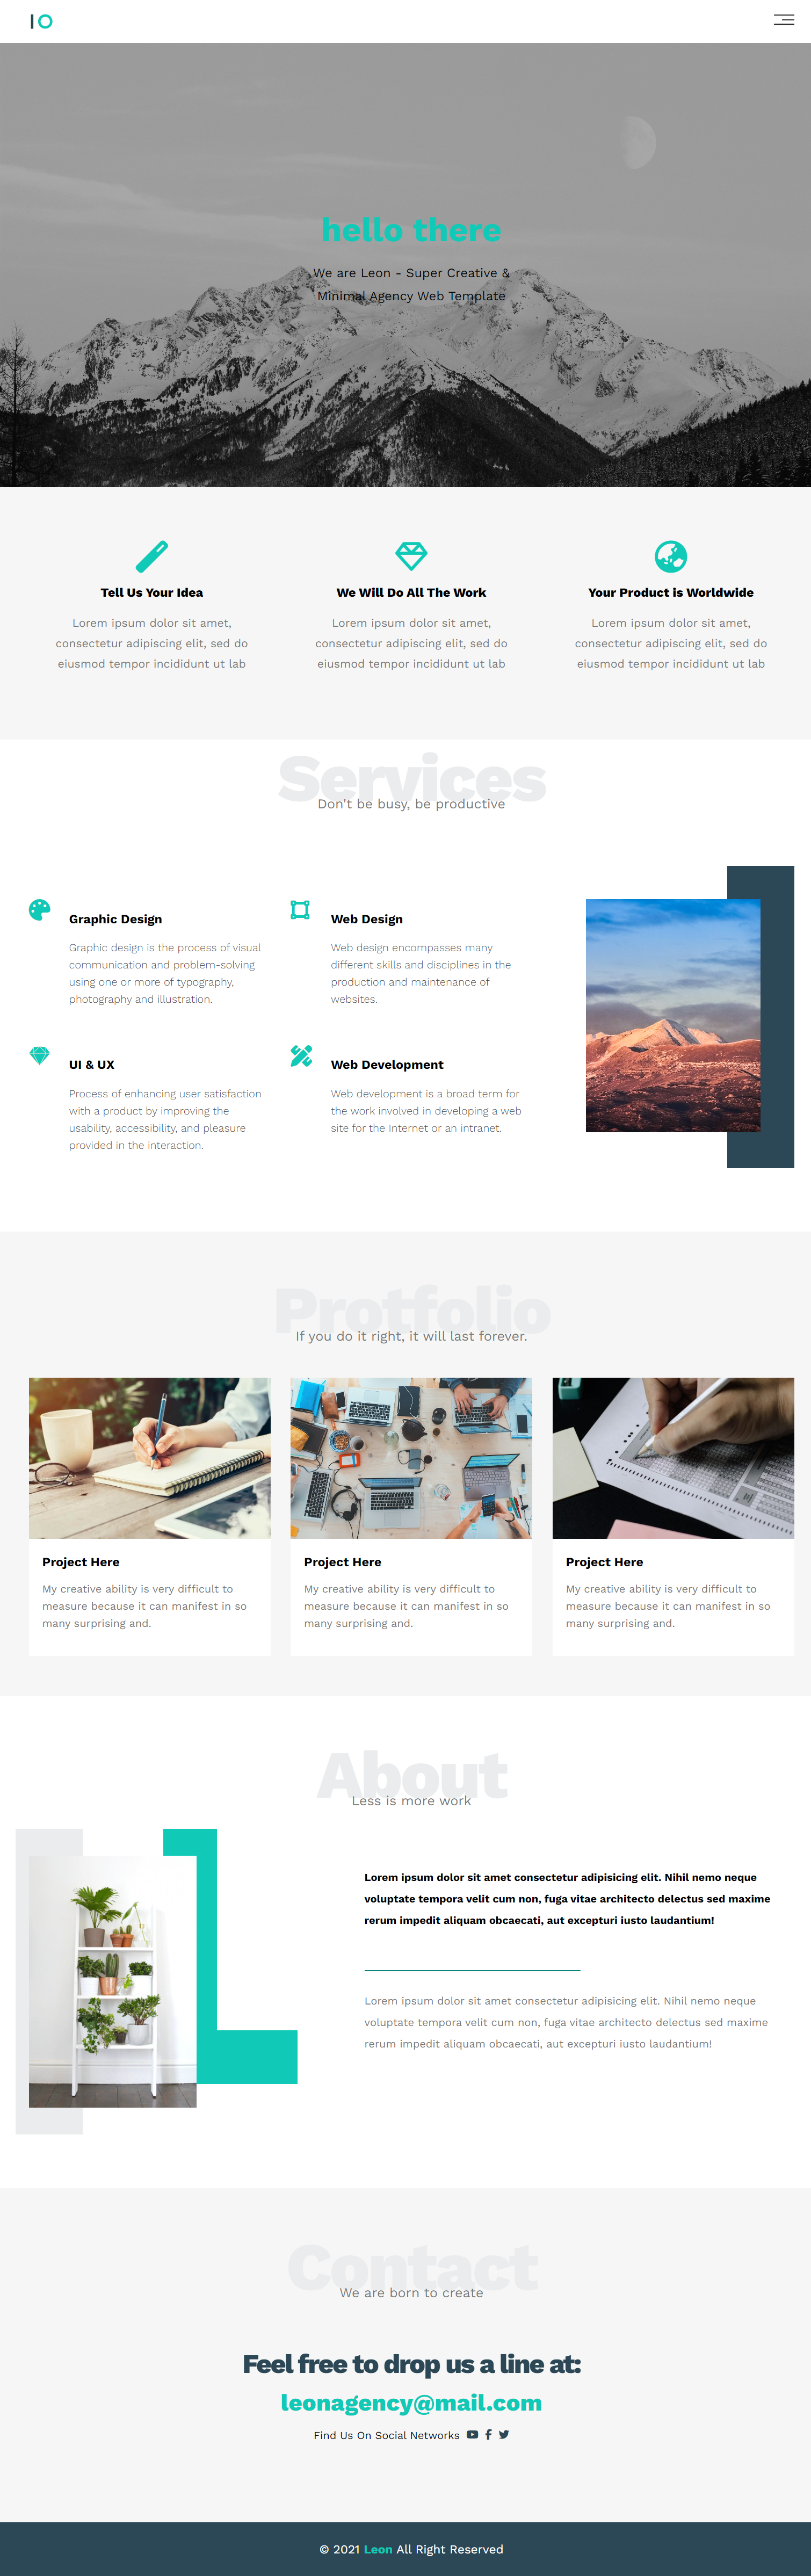 IO
hello there
We are Leon - Super Creative &
Minimal Agency Web Template
Tell Us Your Idea
Lorem ipsum dolor sit amet,
consectetur adipiscing elit, sed do
eiusmod tempor incididunt ut lab
We Will Do All The Work
Lorem ipsum dolor sit amet,
consectetur adipiscing elit, sed do
eiusmod tempor incididunt ut lab
Your Product is Worldwide
Lorem ipsum dolor sit amet,
consectetur adipiscing elit, sed do
eiusmod tempor incididunt ut lab
Services
Don't be busy, be productive
Graphic Design
Graphic design is the process of visual
communication and problem-solving
using one or more of typography,
photography and illustration.
Web Design
Web design encompasses many
different skills and disciplines in the
production and maintenance of
websites.
UI & UX
Process of enhancing user satisfaction
with a product by improving the
usability, accessibility, and pleasure
provided in the interaction.
Web Development
Web development is a broad term for
the work involved in developing a web
site for the Internet or an intranet.
Protfolio
If you do it right, it will last forever.
Project Here
My creative ability is very difficult to
measure because it can manifest in so
many surprising and.
Project Here
My creative ability is very difficult to
measure because it can manifest in so
many surprising and.
Project Here
My creative ability is very difficult to
measure because it can manifest in so
many surprising and.
About
Less is more work
Lorem ipsum dolor sit amet consectetur adipisicing elit. Nihil nemo neque
voluptate tempora velit cum non, fuga vitae architecto delectus sed maxime
rerum impedit aliquam obcaecati, aut excepturi iusto laudantium!
Lorem ipsum dolor sit amet consectetur adipisicing elit. Nihil nemo neque
voluptate tempora velit cum non, fuga vitae architecto delectus sed maxime
rerum impedit aliquam obcaecati, aut excepturi iusto laudantium!
Contact
We are born to create
Feel free to drop us a line at:
leonagency@mail.com
Find Us On Social Networks
© 2021 Leon All Right Reserved